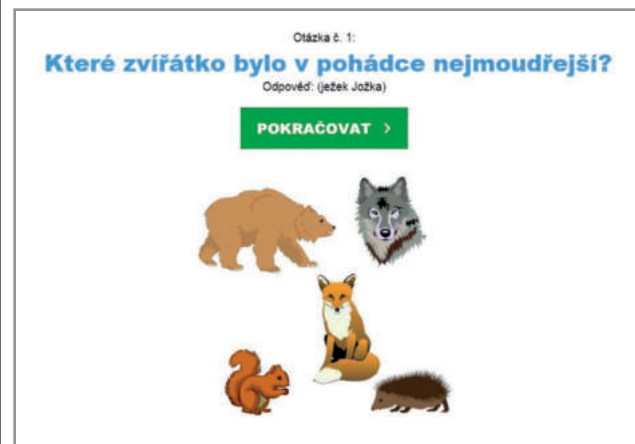 Otázka č. 1:
Které zvířátko bylo v pohádce nejmoudřejší?
Odpověď: (ježek Jožka)
POKRAČOVAT >